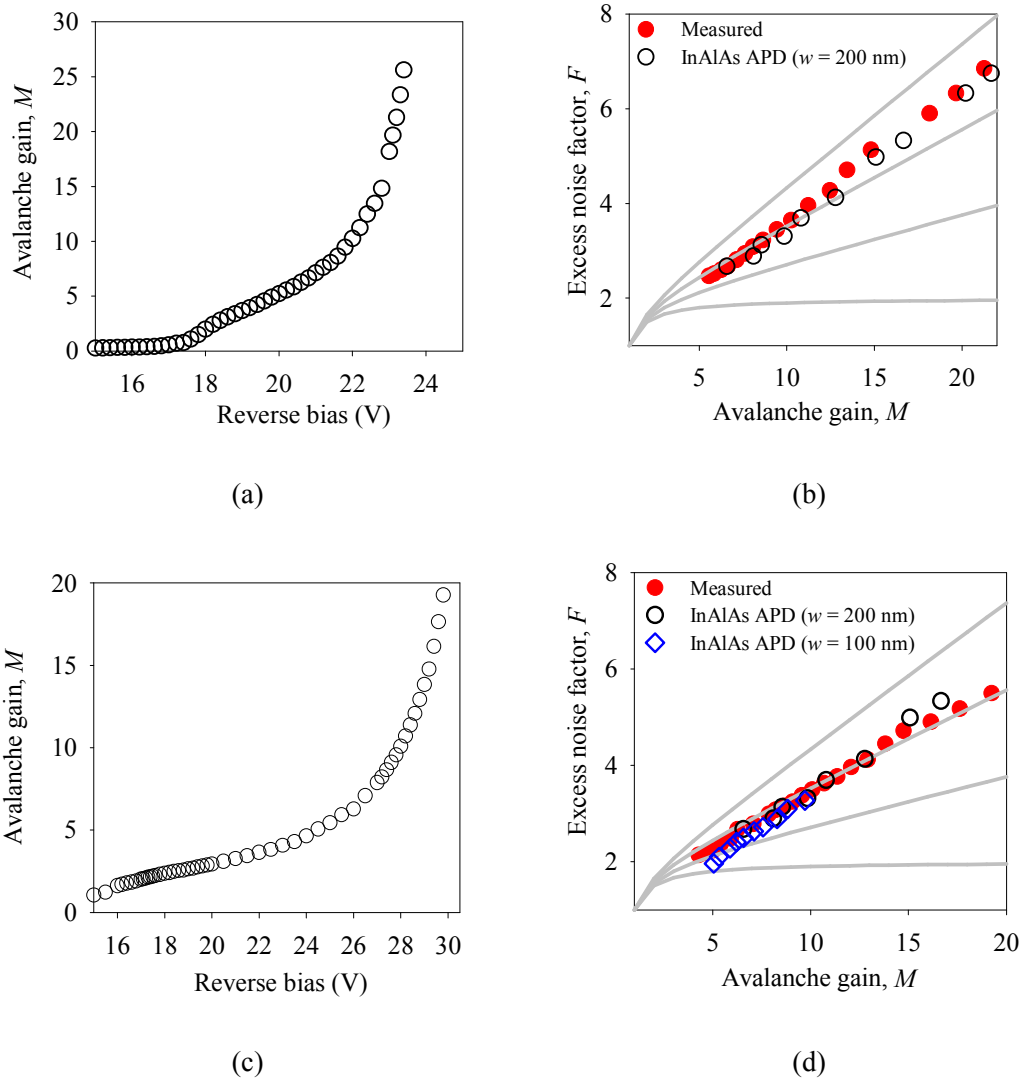 30
25
20
15
10
5
0
16 18 20 22 24
Avalanche gain, M
Reverse bias (V)
(a)
8
6
4
2
5 10 15 20
Measured
InAlAs APD (w = 200 nm)
Excess noise factor, F
Avalanche gain, M
(b)
20
15
10
5
0
16 18 20 22 24 26 28 30
Avalanche gain, M
Reverse bias (V)
(c)
8
6
4
2
5 10 15 20
Measured
InAlAs APD (w = 200 nm)
InAlAs APD (w = 100 nm)
Excess noise factor, F
Avalanche gain, M
(d)